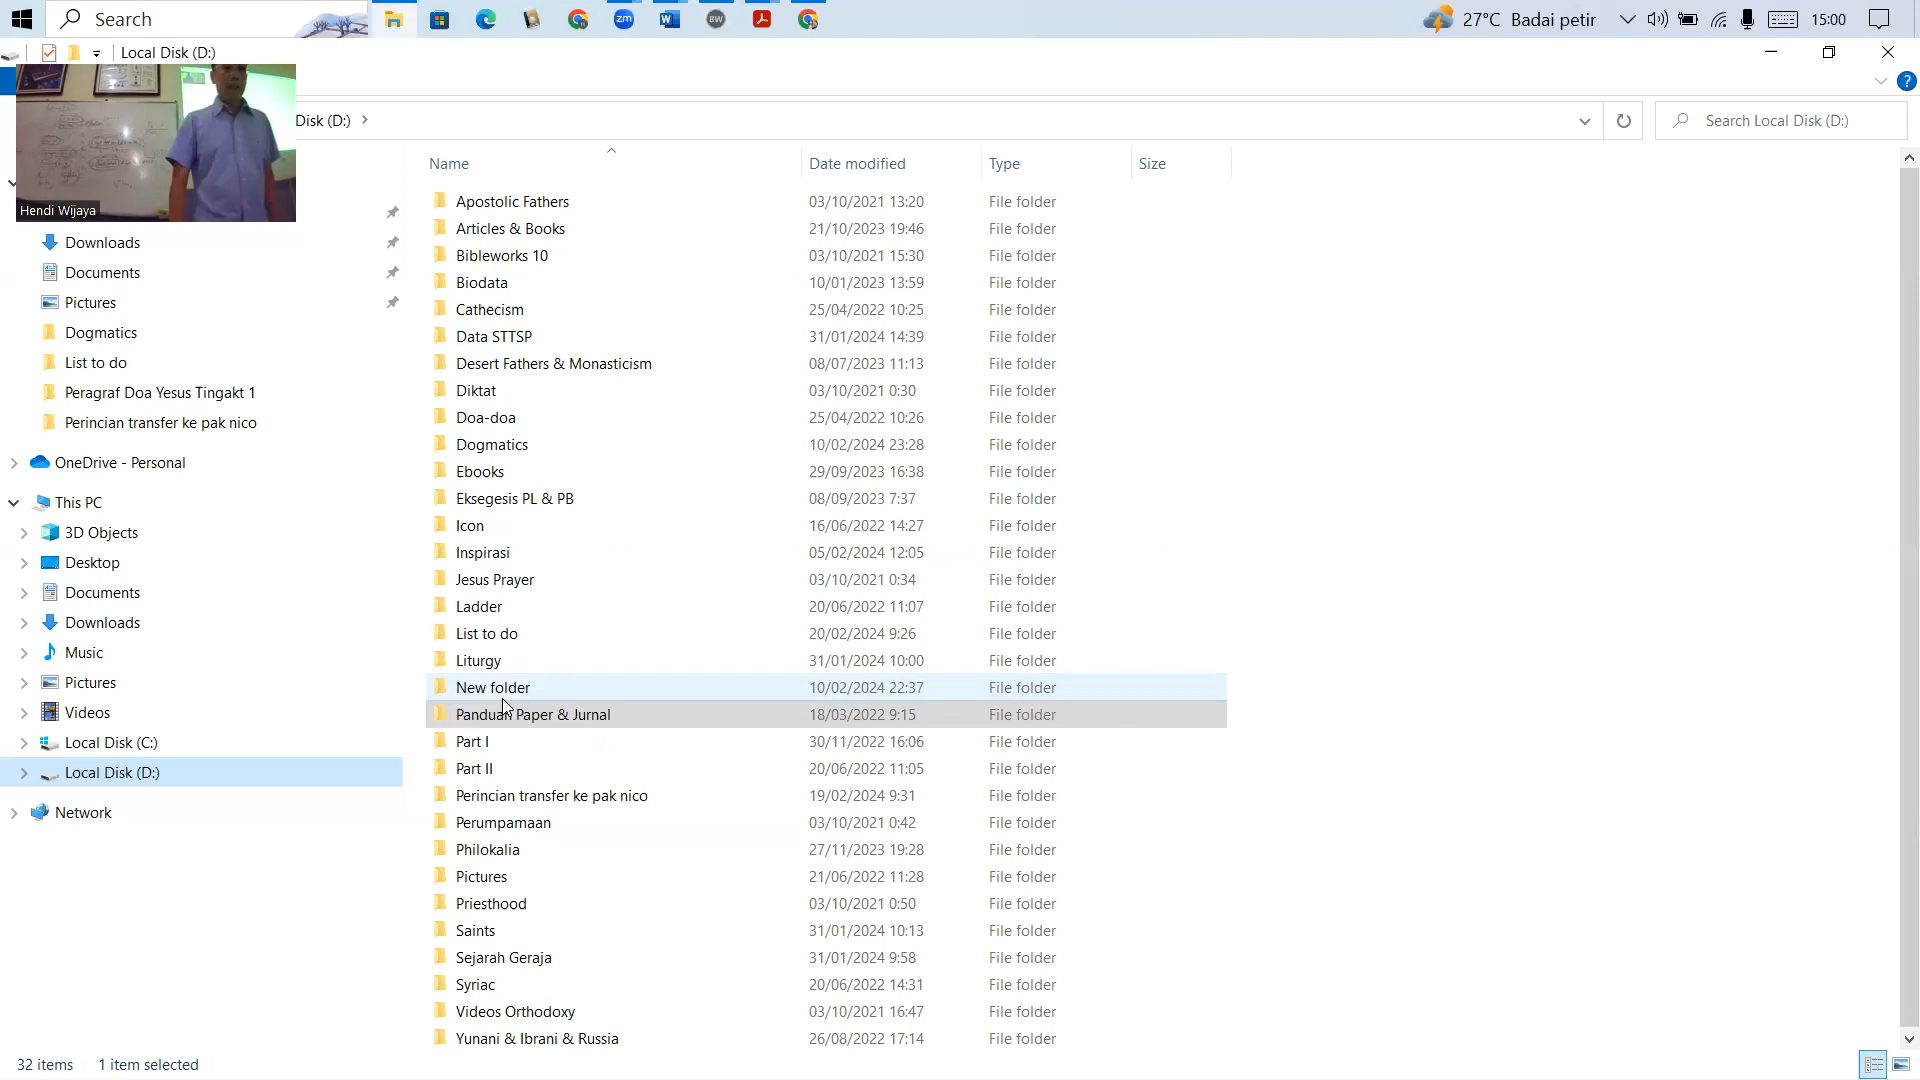 Search
27°C Badai petir
15:00
Local Disk (D:)
Disk (D:)
Search Local Disk (D:)
Hendi Wijaya
Downloads
Documents
Pictures
Dogmatics
List to do
Peragraf Doa Yesus Tingakt 1
Perincian transfer ke pak nico
OneDrive - Personal
This PC
3D Objects
Desktop
Documents
Downloads
Music
Pictures
Videos
Local Disk (C:)
Local Disk (D:)
Network
Name Date modified Type Size
Apostolic Fathers 03/10/2021 13:20 File folder
Articles & Books 21/10/2023 19:46 File folder
Bibleworks 10 03/10/2021 15:30 File folder
Biodata 10/01/2023 13:59 File folder
Cathecism 25/04/2022 10:25 File folder
Data STTSP 31/01/2024 14:39 File folder
Desert Fathers & Monasticism 08/07/2023 11:13 File folder
Diktat 03/10/2021 0:30 File folder
Doa-doa 25/04/2022 10:26 File folder
Dogmatics 10/02/2024 23:28 File folder
Ebooks 29/09/2023 16:38 File folder
Eksegesis PL & PB 08/09/2023 7:37 File folder
Icon 16/06/2022 14:27 File folder
Inspirasi 05/02/2024 12:05 File folder
Jesus Prayer 03/10/2021 0:34 File folder
Ladder 20/06/2022 11:07 File folder
List to do 20/02/2024 9:26 File folder
Liturgy 31/01/2024 10:00 File folder
New folder 10/02/2024 22:37 File folder
Panduan Paper & Jurnal 18/03/2022 9:15 File folder
Part I 30/11/2022 16:06 File folder
Part II 20/06/2022 11:05 File folder
Perincian transfer ke pak nico 19/02/2024 9:31 File folder
Perumpamaan 03/10/2021 0:42 File folder
Philokalia 27/11/2023 19:28 File folder
Pictures 21/06/2022 11:28 File folder
Priesthood 03/10/2021 0:50 File folder
Saints 31/01/2024 10:13 File folder
Sejarah Geraja 31/01/2024 9:58 File folder
Syriac 20/06/2022 14:31 File folder
Videos Orthodoxy 03/10/2021 16:47 File folder
Yunani & Ibrani & Russia 26/08/2022 17:14 File folder
32 items 1 item selected